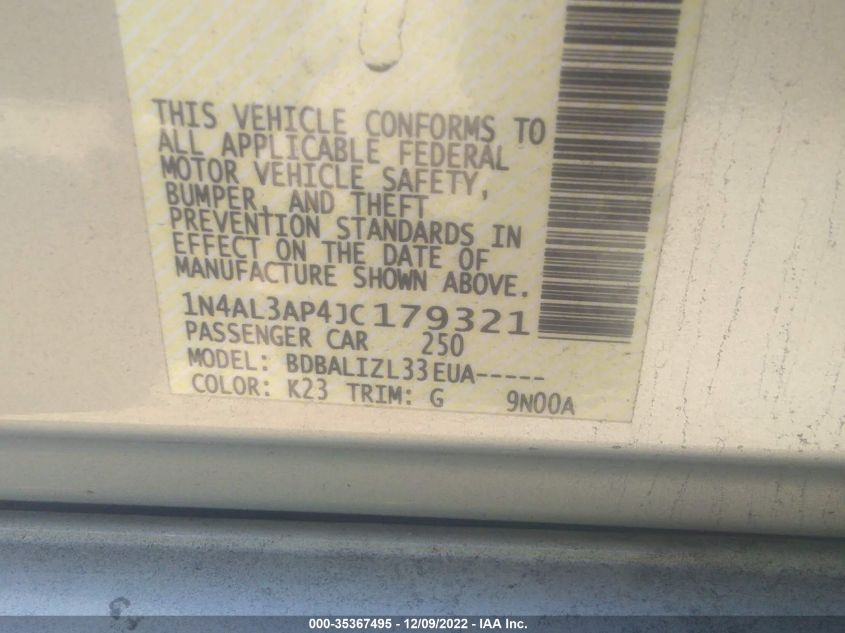 THIS VEHICLE CONFORMS TO
ALL APPLICABLE FEDERAL
MOTOR VEHICLE SAFETY,
BUMPER, AND THEFT
PREVENTION STANDARDS IN
EFFECT ON THE DATE OF
MANUFACTURE SHOWN ABOVE.
1N4AL3AP4JC179321
PASSENGER CAR 250
MODEL: BDBALIZL33EUA-----
COLOR: K23 TRIM: G 9N00A
000-35367495 - 12/09/2022 - IAA Inc.